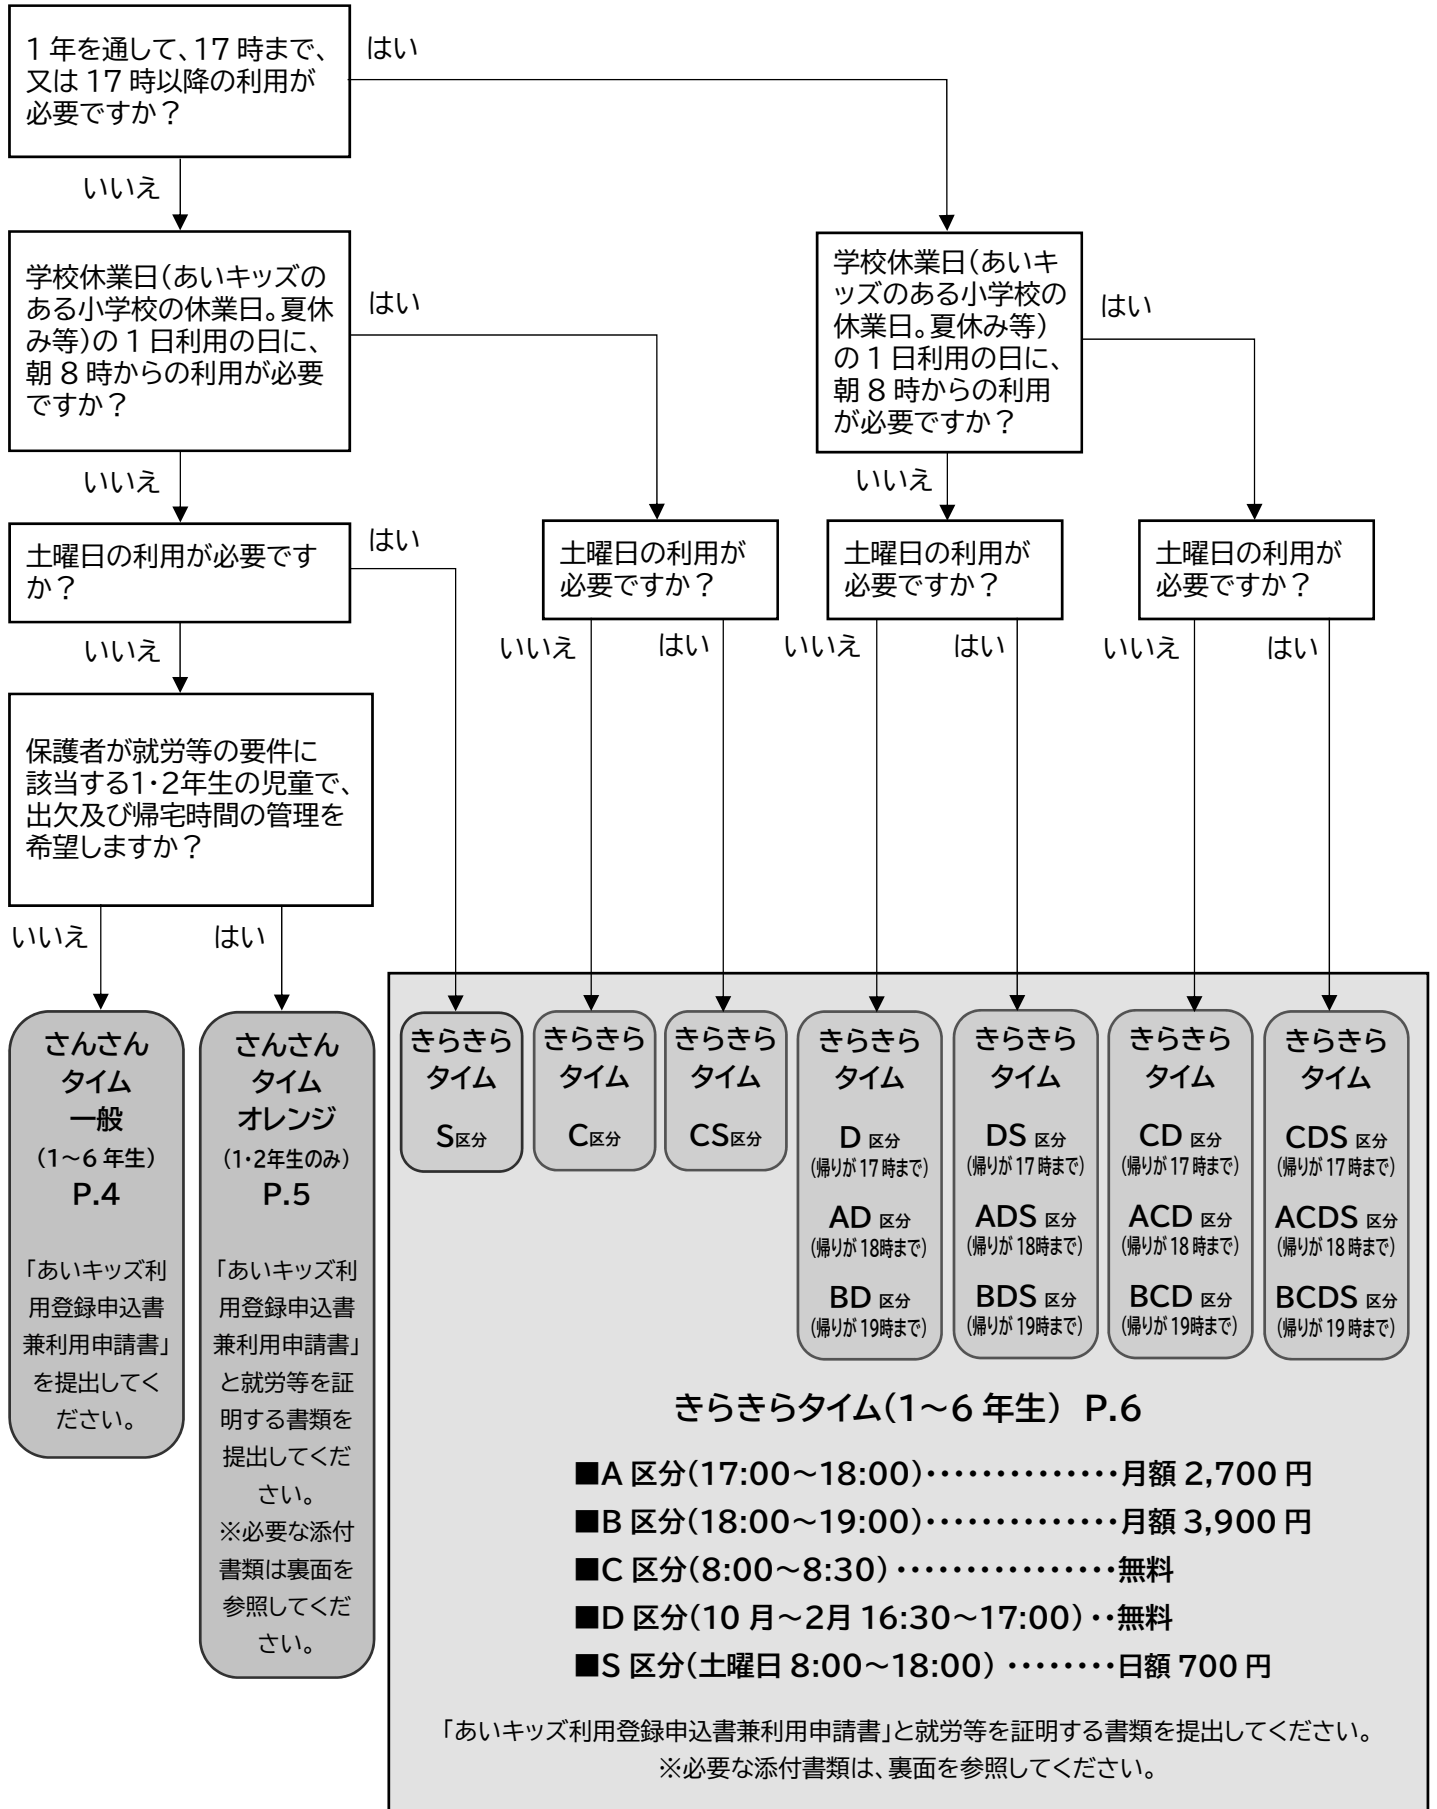 1年を通して、17時まで、
又は17時以降の利用が
必要ですか？
はい
いいえ
学校休業日（あいキッズの
ある小学校の休業日。夏休
み等）の1日利用の日に、
朝8時からの利用が必要
ですか？
はい
いいえ
学校休業日（あいキ
ッズのある小学校の
休業日。夏休み等）
の1日利用の日に、
朝8時からの利用
が必要ですか？
はい
いいえ
土曜日の利用が必要です
か？
はい
いいえ
土曜日の利用が
必要ですか？
いいえ
はい
土曜日の利用が
必要ですか？
いいえ
はい
土曜日の利用が
必要ですか？
いいえ
はい
保護者が就労等の要件に
該当する1・2年生の児童で、
出欠及び帰宅時間の管理を
希望しますか？
いいえ
はい
さんさん
タイム
一般
（1～6年生）
P.4
「あいキッズ利
用登録申込書
兼利用申請書」
を提出してく
ださい。
さんさん
タイム
オレンジ
（1・2年生のみ）
P.5
「あいキッズ利
用登録申込書
兼利用申請書」
と就労等を証
明する書類を
提出してくだ
さい。
※必要な添付
書類は裏面を
参照してくだ
さい。
きらきら
タイム
S区分
きらきら
タイム
C区分
きらきら
タイム
CS区分
きらきら
タイム
D 区分
（帰りが17時まで）
AD 区分
（帰りが18時まで）
BD 区分
（帰りが19時まで）
きらきら
タイム
DS 区分
（帰りが17時まで）
ADS 区分
（帰りが18時まで）
BDS 区分
（帰りが19時まで）
きらきら
タイム
CD 区分
（帰りが17時まで）
ACD 区分
（帰りが18時まで）
BCD 区分
（帰りが19時まで）
きらきら
タイム
CDS 区分
（帰りが17時まで）
ACDS 区分
（帰りが18時まで）
BCDS 区分
（帰りが19時まで）
きらきらタイム（1～6年生） P.6
■A区分（17:00～18:00）・・・・・・・・・・・・・・月額2,700円
■B区分（18:00～19:00）・・・・・・・・・・・・・・月額3,900円
■C区分（8:00～8:30）・・・・・・・・・・・・・・・・無料
■D区分（10月～2月16:30～17:00）・・無料
■S区分（土曜日8:00～18:00）・・・・・・・・日額700円
「あいキッズ利用登録申込書兼利用申請書」と就労等を証明する書類を提出してください。
※必要な添付書類は、裏面を参照してください。